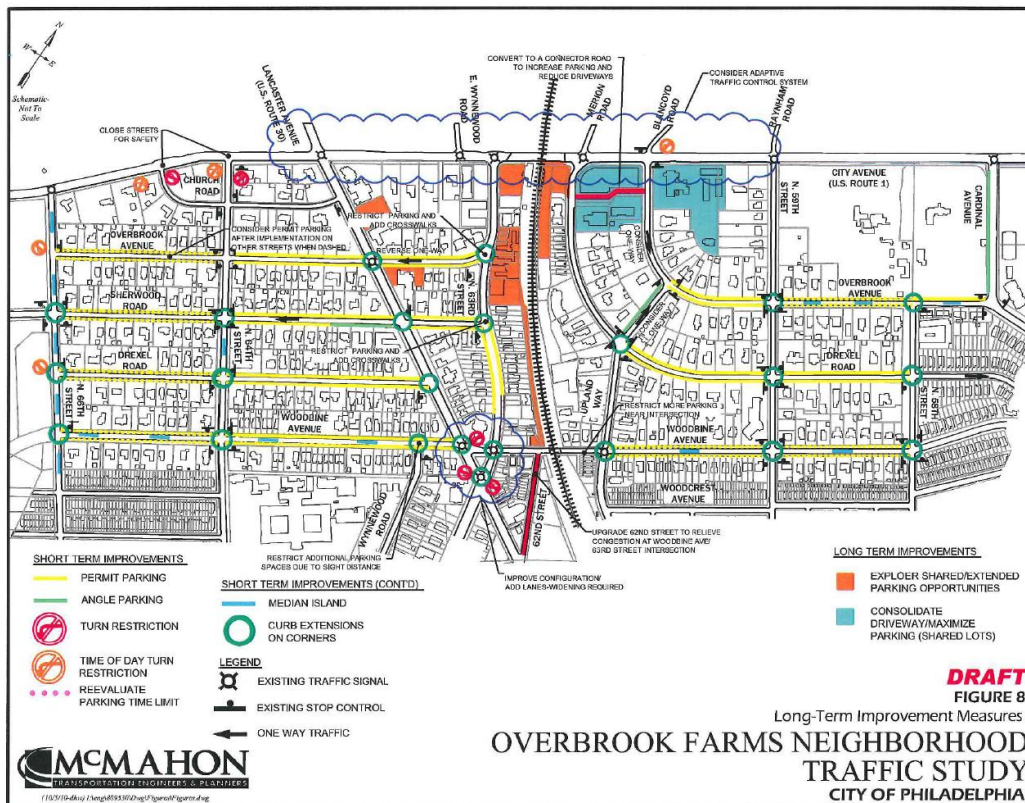 N
W
E
S
Schematic-
Not To
Scale
CLOSE STREETS
FOR SAFETY
LANCASTER AVENUE
(U.S. ROUTE 30)
E. WYNNEWOOD
ROAD
CONVERT TO A CONNECTOR ROAD
TO INCREASE PARKING AND
REDUCE DRIVEWAYS
MERION
ROAD
BLANCOYD
ROAD
CONSIDER ADAPTIVE
TRAFFIC CONTROL SYSTEM
RAYNHAM
ROAD
CHURCH
ROAD
RESTRICT PARKING AND
ADD CROSSWALKS
CITY AVENUE
(U.S. ROUTE 1)
N. 59TH
STREET
CARDINAL
AVENUE
CONSIDER PERMIT PARKING
AFTER IMPLEMENTATION ON
OTHER STREETS WHEN DASHED
OVERBROOK
AVENUE
REVERSE ONE-WAY
CONSIDER
ONE-WAY
SHERWOOD
ROAD
N. 63RD
STREET
CONSIDER
ONE-WAY
OVERBROOK
AVENUE
N. 64TH
STREET
RESTRICT PARKING AND
ADD CROSSWALKS
DREXEL
ROAD
DREXEL
ROAD
N. 66TH
STREET
UPLAND
WAY
N. 58TH
STREET
WOODBINE
AVENUE
RESTRICT MORE PARKING
NEAR INTERSECTION
WOODBINE
AVENUE
WOODCREST
AVENUE
WYNNEWOOD
ROAD
62ND STREET
UPGRADE 62ND STREET TO RELIEVE
CONGESTION AT WOODBINE AVE/
63RD STREET INTERSECTION
RESTRICT ADDITIONAL PARKING
SPACES DUE TO SIGHT DISTANCE
IMPROVE CONFIGURATION/
ADD LANES-WIDENING REQUIRED
SHORT TERM IMPROVEMENTS
PERMIT PARKING
ANGLE PARKING
TURN RESTRICTION
TIME OF DAY TURN
RESTRICTION
REEVALUATE
PARKING TIME LIMIT
SHORT TERM IMPROVEMENTS (CONT'D)
MEDIAN ISLAND
CURB EXTENSIONS
ON CORNERS
LEGEND
EXISTING TRAFFIC SIGNAL
EXISTING STOP CONTROL
ONE WAY TRAFFIC
LONG TERM IMPROVEMENTS
EXPLOER SHARED/EXTENDED
PARKING OPPORTUNITIES
CONSOLIDATE
DRIVEWAY/MAXIMIZE
PARKING (SHARED LOTS)
DRAFT
FIGURE 8
Long-Term Improvement Measures
OVERBROOK FARMS NEIGHBORHOOD
TRAFFIC STUDY
CITY OF PHILADELPHIA
MCMAHON
TRANSPORTATION ENGINEERS & PLANNERS